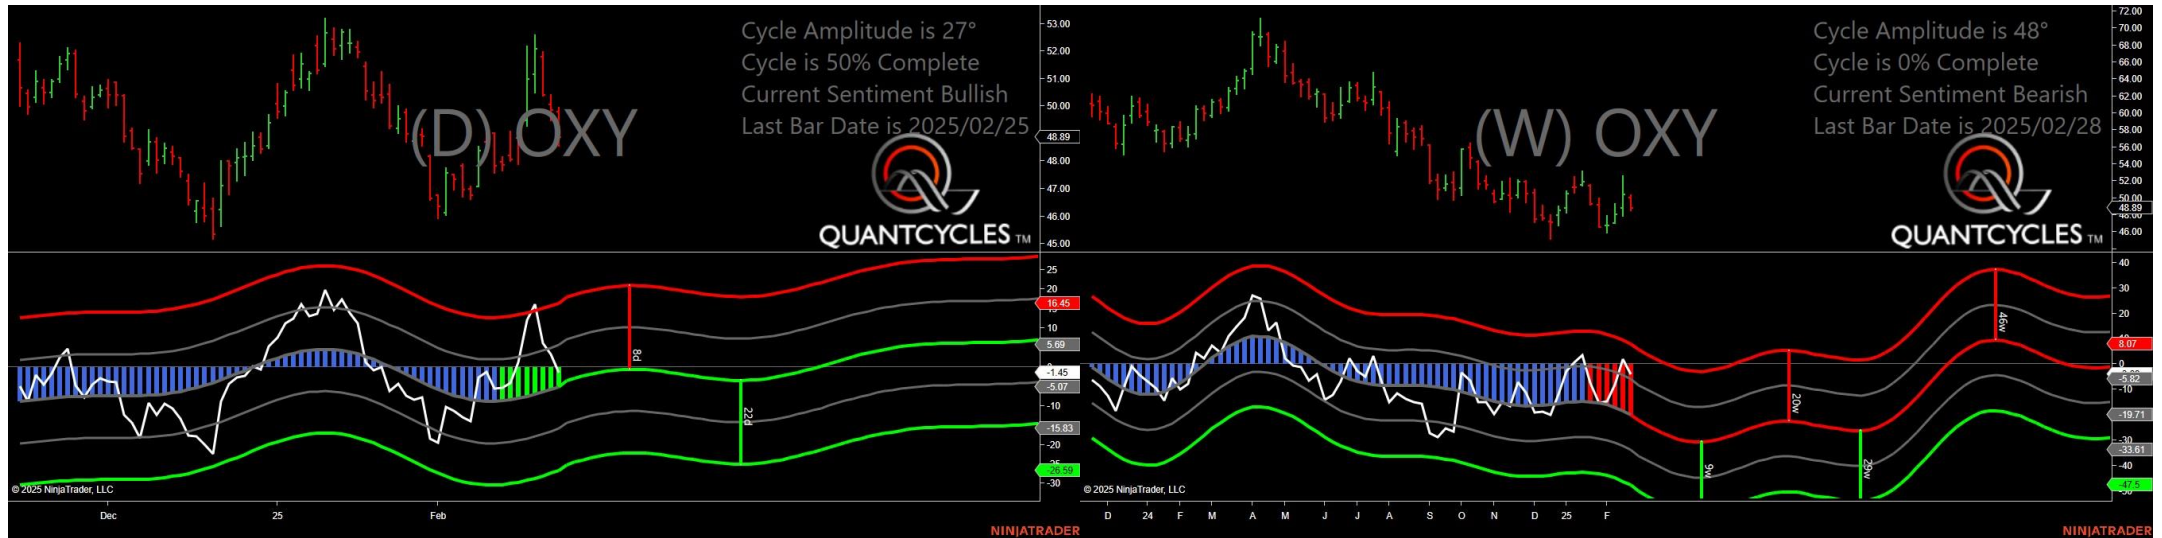 Cycle Amplitude is 27°
Cycle is 50% Complete
Current Sentiment Bullish
Last Bar Date is 2025/02/25
(D) OXY
QUANTCYCLES TM
53.00
52.00
51.00
50.00
48.89
48.00
47.00
46.00
45.00
25
20
16.45
10
5.69
-1.45
-5.07
-10
-15.83
-20
-26.59
-30
8d
22d
© 2025 NinjaTrader, LLC
Dec
25
Feb
NINJATRADER
Cycle Amplitude is 48°
Cycle is 0% Complete
Current Sentiment Bearish
Last Bar Date is 2025/02/28
(W) OXY
QUANTCYCLES TM
72.00
70.00
68.00
66.00
64.00
62.00
60.00
58.00
56.00
54.00
52.00
50.00
48.89
46.00
40
30
20
8.07
0
-5.82
-10
-19.71
-30
-33.61
-40
-47.5
9w
20w
29w
46w
© 2025 NinjaTrader, LLC
D 24 F M A M J J A S O N D 25 F
NINJATRADER